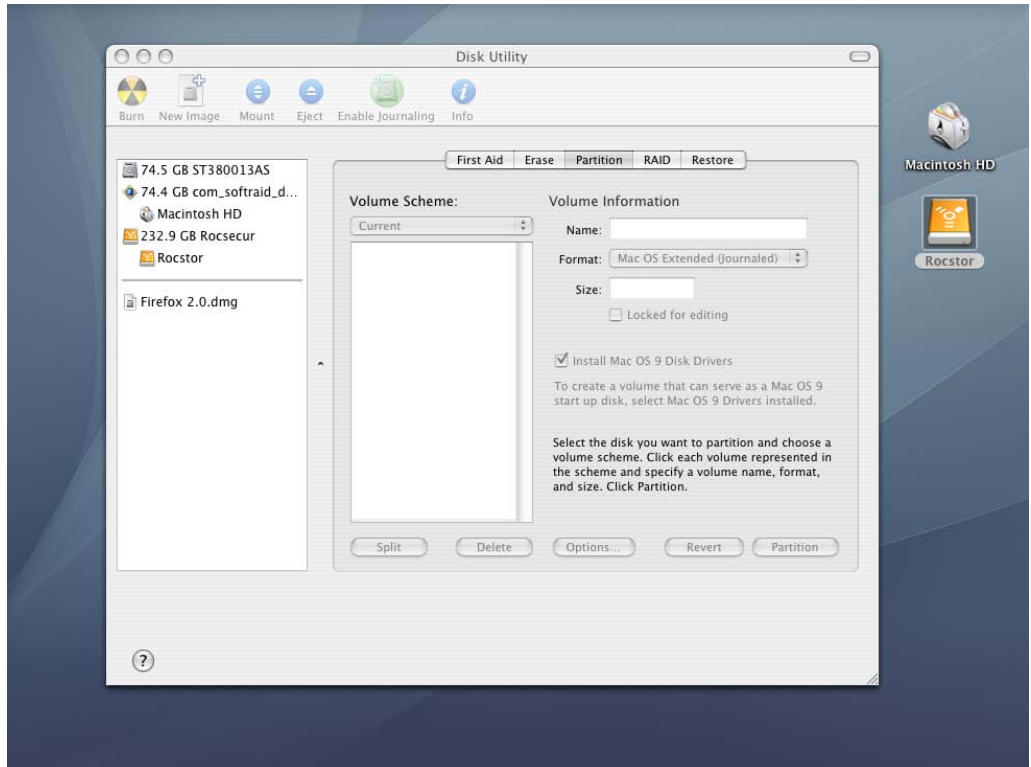 Disk Utility
Burn New Image Mount Eject Enable Journaling Info
First Aid Erase Partition RAID Restore
74.5 GB ST380013AS
74.4 GB com_softraid_d...
Macintosh HD
232.9 GB Rocsecur
Rocstor
Firefox 2.0.dmg
Volume Scheme:
Current
Volume Information
Name:
Format: Mac OS Extended (Journaled)
Size:
Locked for editing
Install Mac OS 9 Disk Drivers
To create a volume that can serve as a Mac OS 9
start up disk, select Mac OS 9 Drivers installed.
Select the disk you want to partition and choose a
volume scheme. Click each volume represented in
the scheme and specify a volume name, format,
and size. Click Partition.
Split Delete Options... Revert Partition
?
Macintosh HD
Rocstor